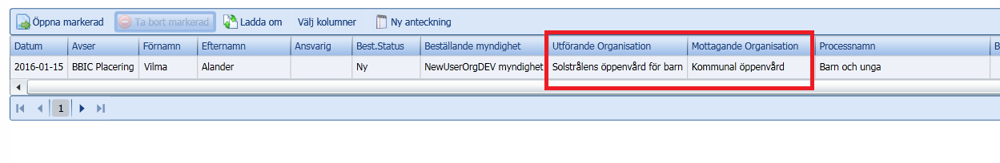 Öppna markerad Ta bort markerad Ladda om Välj kolumner Ny anteckning
Datum Avser Förnamn Efternamn Ansvarig Best.Status Beställande myndighet Utförande Organisation Mottagande Organisation Processnamn B
2016-01-15 BBIC Placering Vilma Alander Ny NewUserOrgDEV myndighet Solstrålens öppenvård för barn Kommunal öppenvård Barn och unga
1